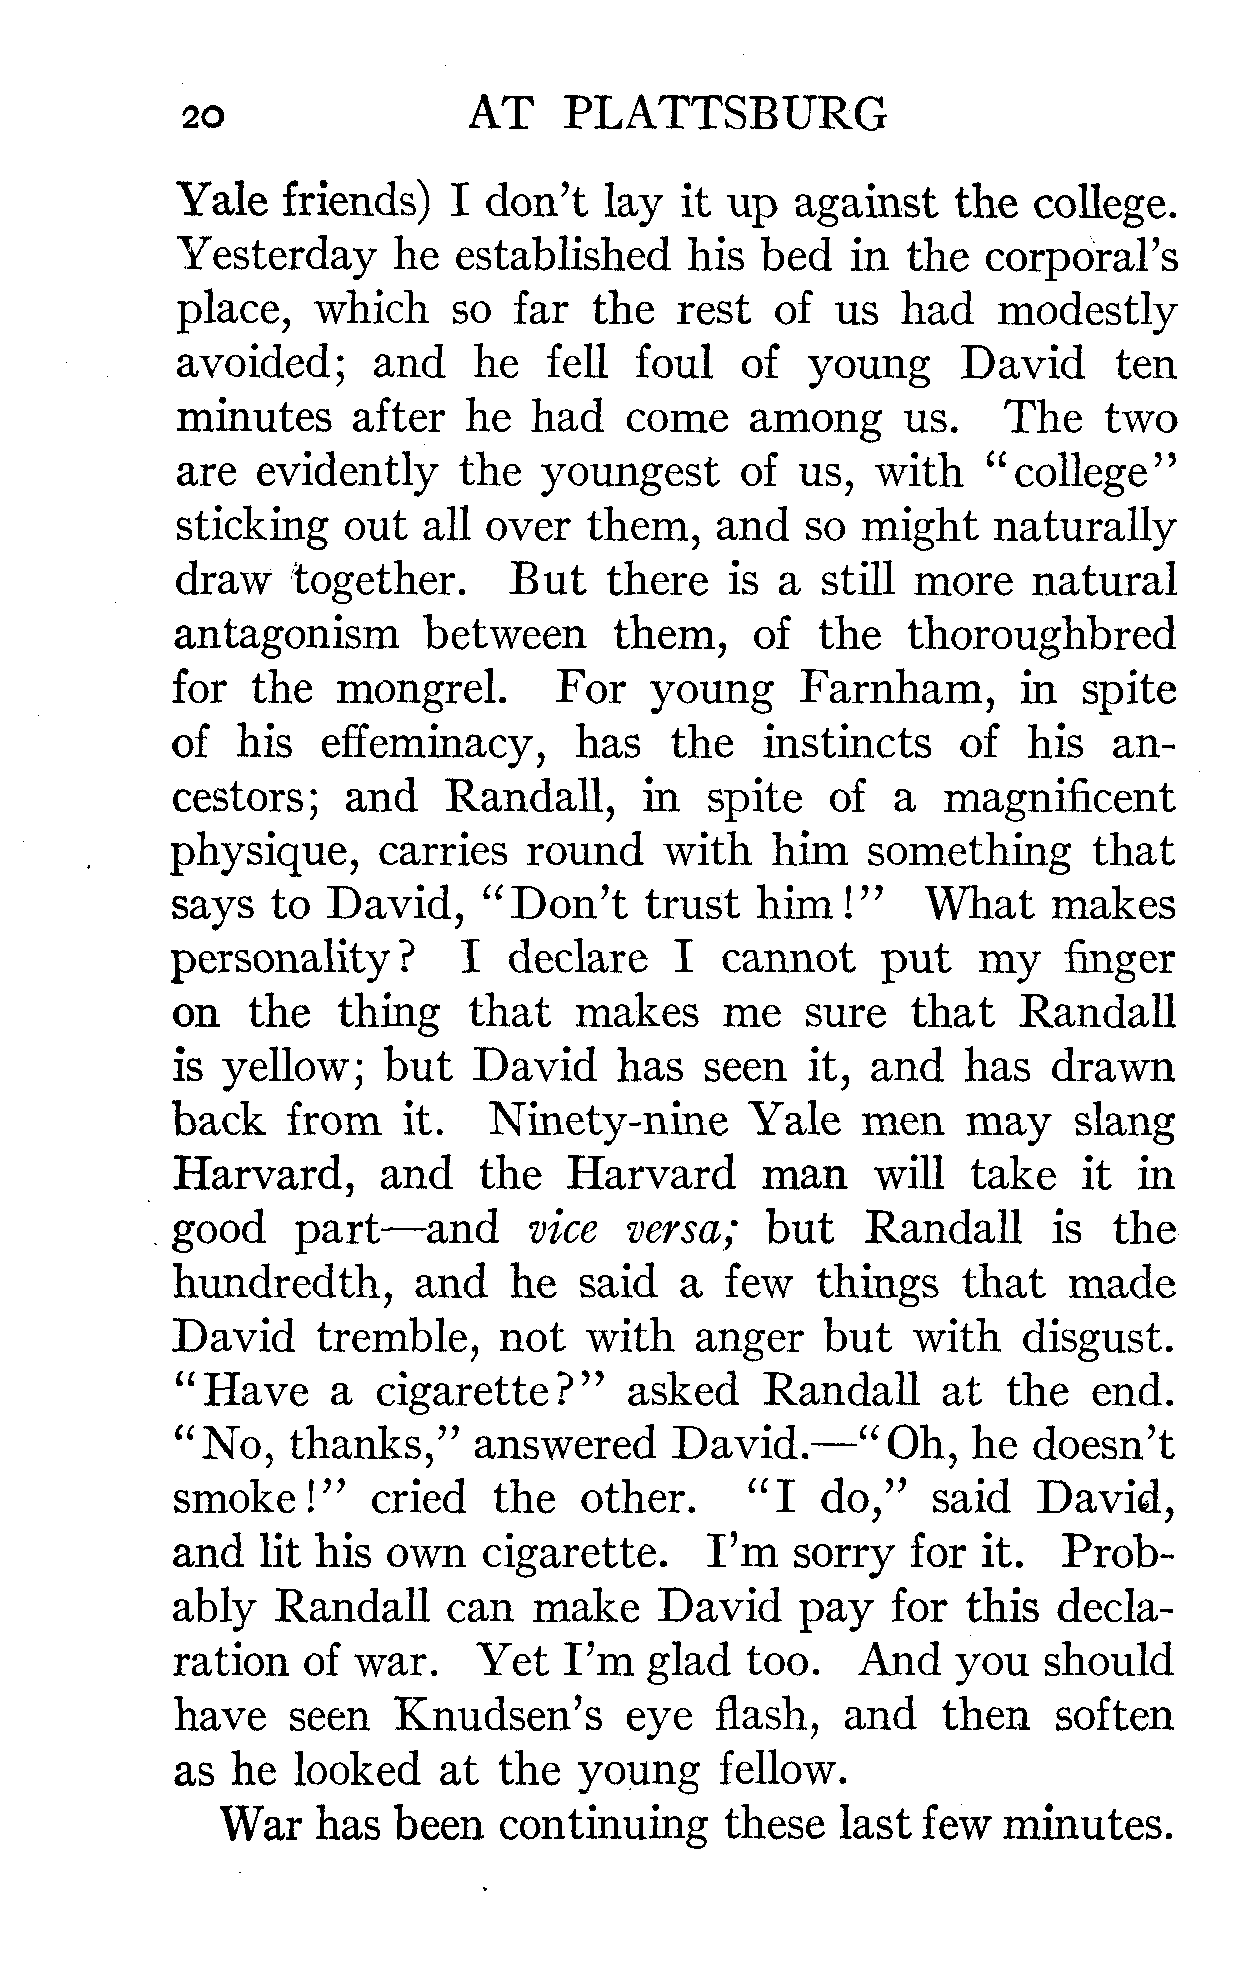 20 AT PLATTSBURG
Yale friends) I don't lay it up against the college.
Yesterday he established his bed in the corporal's
place, which so far the rest of us had modestly
avoided; and he fell foul of young David ten
minutes after he had come among us. The two
are evidently the youngest of us, with "college"
sticking out all over them, and so might naturally
draw together. But there is a still more natural
antagonism between them, of the thoroughbred
for the mongrel. For young Farnham, in spite
of his effeminacy, has the instincts of his an-
cestors; and Randall, in spite of a magnificent
physique, carries round with him something that
says to David, "Don't trust him!" What makes
personality? I declare I cannot put my finger
on the thing that makes me sure that Randall
is yellow; but David has seen it, and has drawn
back from it. Ninety-nine Yale men may slang
Harvard, and the Harvard man will take it in
good part—and vice versa; but Randall is the
hundredth, and he said a few things that made
David tremble, not with anger but with disgust.
"Have a cigarette?" asked Randall at the end.
"No, thanks," answered David.—"Oh, he doesn't
smoke!" cried the other. "I do," said David,
and lit his own cigarette. I'm sorry for it. Prob-
ably Randall can make David pay for this decla-
ration of war. Yet I'm glad too. And you should
have seen Knudsen's eye flash, and then soften
as he looked at the young fellow.
War has been continuing these last few minutes.